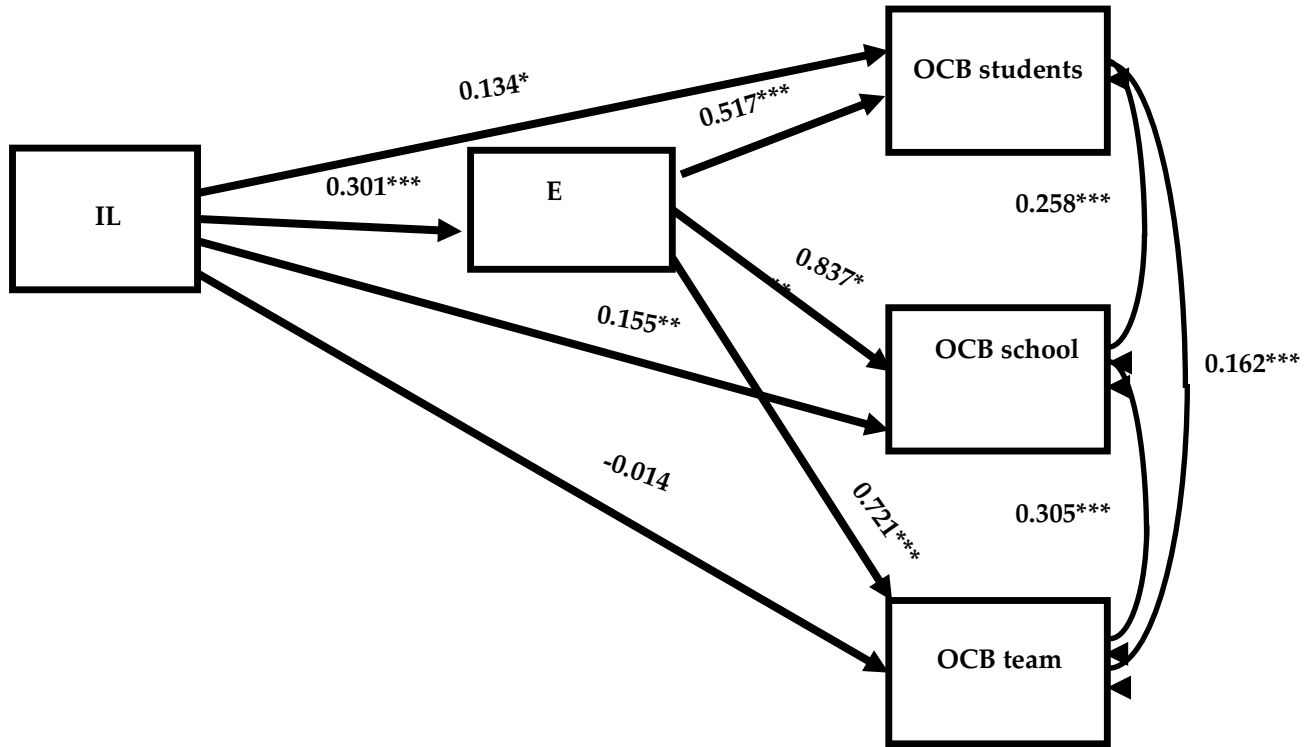 OCB students
0.134*
0.517***
0.301***
E
IL
0.258***
0.837*
**
0.155**
OCB school
0.162***
-0.014
0.721***
0.305***
OCB team